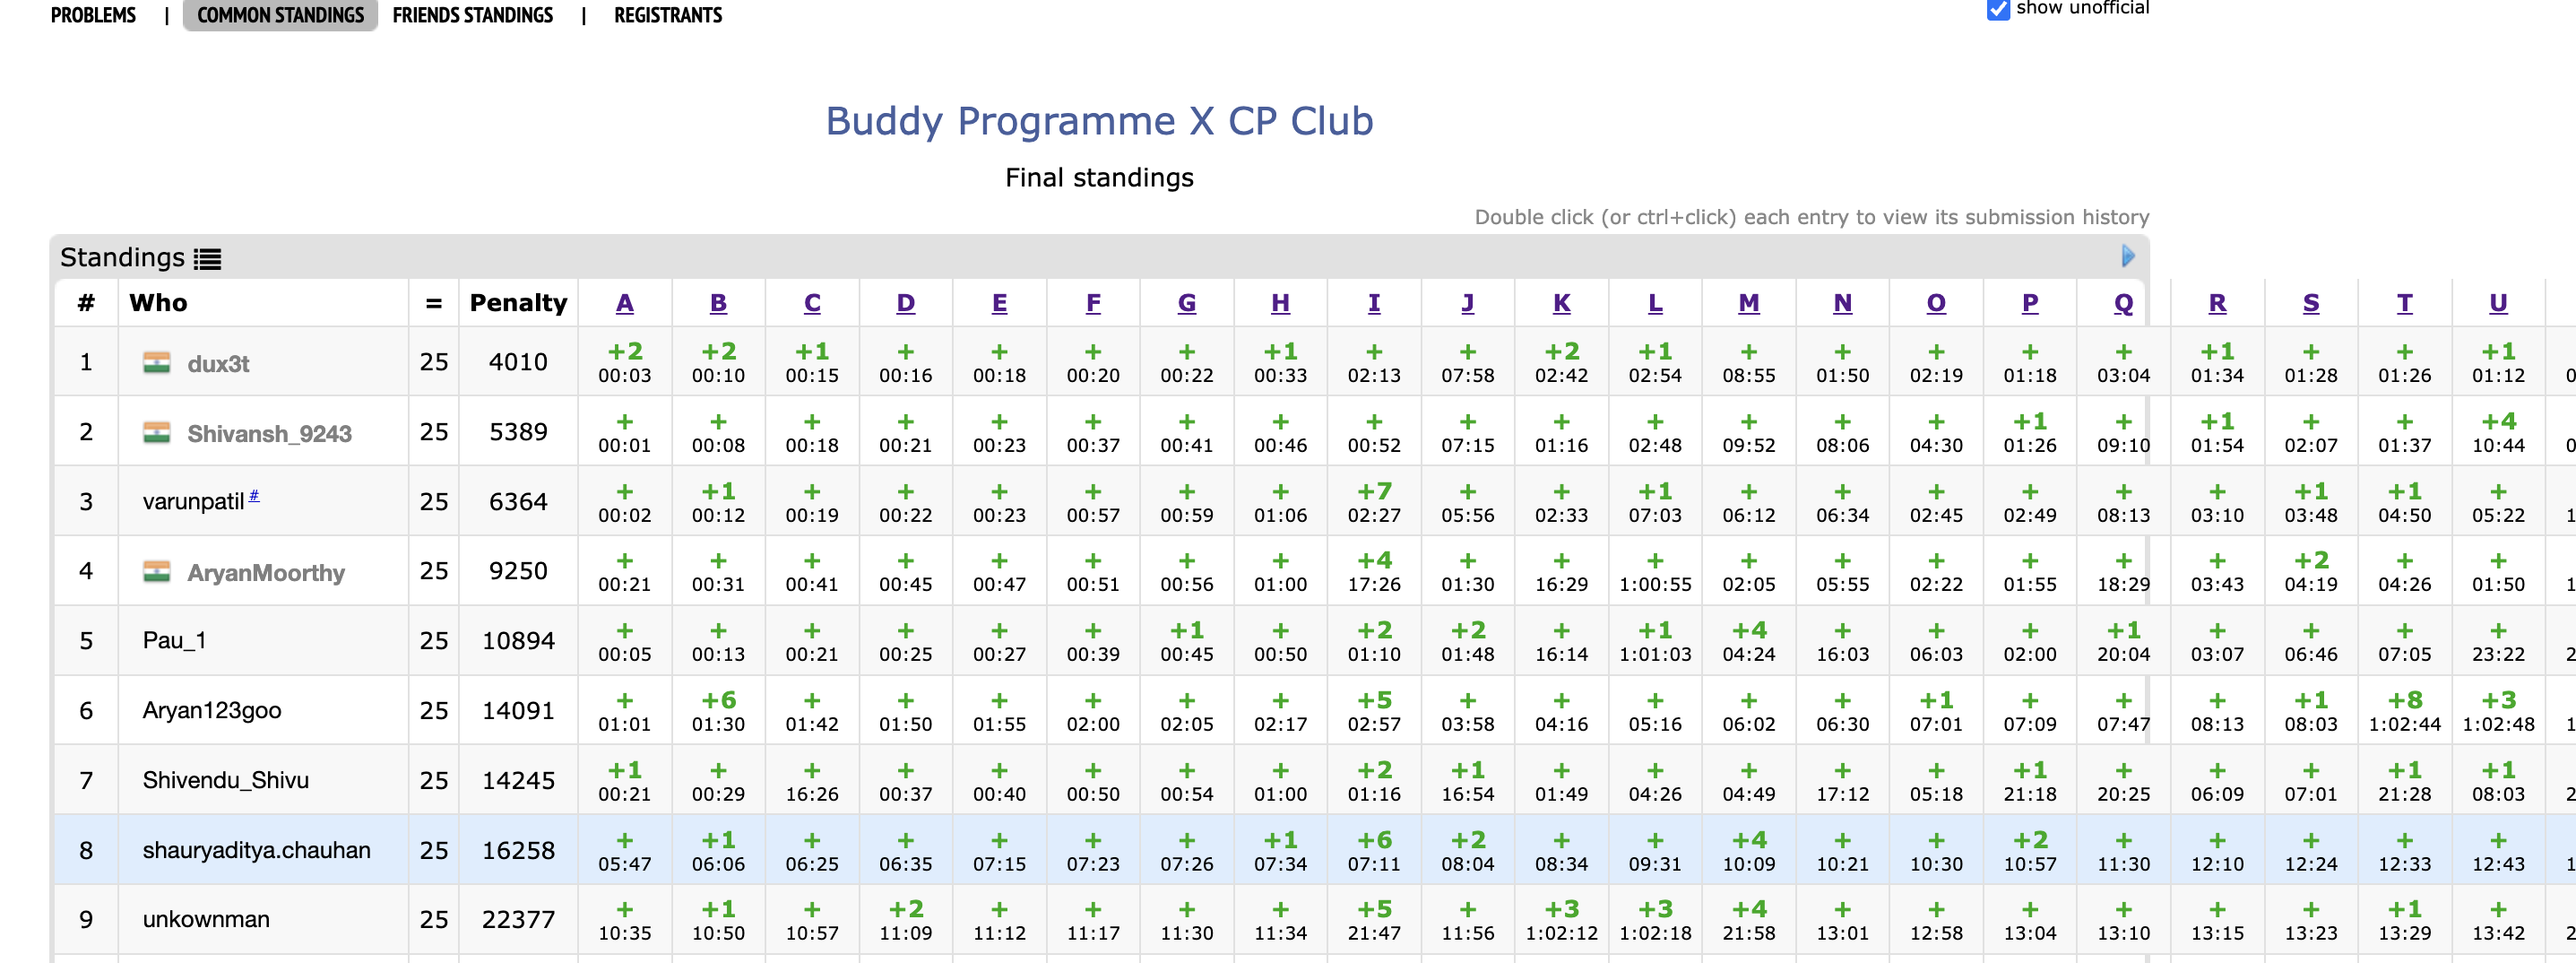 PROBLEMS | COMMON STANDINGS FRIENDS STANDINGS | REGISTRANTS
show unofficial
Buddy Programme X CP Club
Final standings
Double click (or ctrl+click) each entry to view its submission history
Standings
# Who = Penalty A B C D E F G H I J K L M N O P Q R S T U
1 dux3t 25 4010 +2 +2 +1 + + + + +1 + + +2 +1 + + + + + +1 + + +1
00:03 00:10 00:15 00:16 00:18 00:20 00:22 00:33 02:13 07:58 02:42 02:54 08:55 01:50 02:19 01:18 03:04 01:34 01:28 01:26 01:12 0
2 Shivansh_9243 25 5389 + + + + + + + + + + + + + + + +1 + +1 + + +4
00:01 00:08 00:18 00:21 00:23 00:37 00:41 00:46 00:52 07:15 01:16 02:48 09:52 08:06 04:30 01:26 09:10 01:54 02:07 01:37 10:44 0
3 varunpatil # 25 6364 + +1 + + + + + + +7 + + +1 + + + + + + +1 +1 +
00:02 00:12 00:19 00:22 00:23 00:57 00:59 01:06 02:27 05:56 02:33 07:03 06:12 06:34 02:45 02:49 08:13 03:10 03:48 04:50 05:22 1
4 AryanMoorthy 25 9250 + + + + + + + + +4 + + + + + + + + + +2 + +
00:21 00:31 00:41 00:45 00:47 00:51 00:56 01:00 17:26 01:30 16:29 1:00:55 02:05 05:55 02:22 01:55 18:29 03:43 04:19 04:26 01:50 1
5 Pau_1 25 10894 + + + + + + +1 + +2 +2 + +1 +4 + + + +1 + + + +
00:05 00:13 00:21 00:25 00:27 00:39 00:45 00:50 01:10 01:48 16:14 1:01:03 04:24 16:03 06:03 02:00 20:04 03:07 06:46 07:05 23:22 2
6 Aryan123goo 25 14091 + +6 + + + + + + +5 + + + + + +1 + + + +1 +8 +3
01:01 01:30 01:42 01:50 01:55 02:00 02:05 02:17 02:57 03:58 04:16 05:16 06:02 06:30 07:01 07:09 07:47 08:13 08:03 1:02:44 1:02:48 1
7 Shivendu_Shivu 25 14245 +1 + + + + + + + +2 +1 + + + + + +1 + + + +1 +1
00:21 00:29 16:26 00:37 00:40 00:50 00:54 01:00 01:16 16:54 01:49 04:26 04:49 17:12 05:18 21:18 20:25 06:09 07:01 21:28 08:03 2
8 shauryaditya.chauhan 25 16258 + +1 + + + + + +1 +6 +2 + + +4 + + +2 + + + + +
05:47 06:06 06:25 06:35 07:15 07:23 07:26 07:34 07:11 08:04 08:34 09:31 10:09 10:21 10:30 10:57 11:30 12:10 12:24 12:33 12:43 1
9 unkownman 25 22377 + +1 + +2 + + + + +5 + +3 +3 +4 + + + + + + +1 +
10:35 10:50 10:57 11:09 11:12 11:17 11:30 11:34 21:47 11:56 1:02:12 1:02:18 21:58 13:01 12:58 13:04 13:10 13:15 13:23 13:29 13:42 2